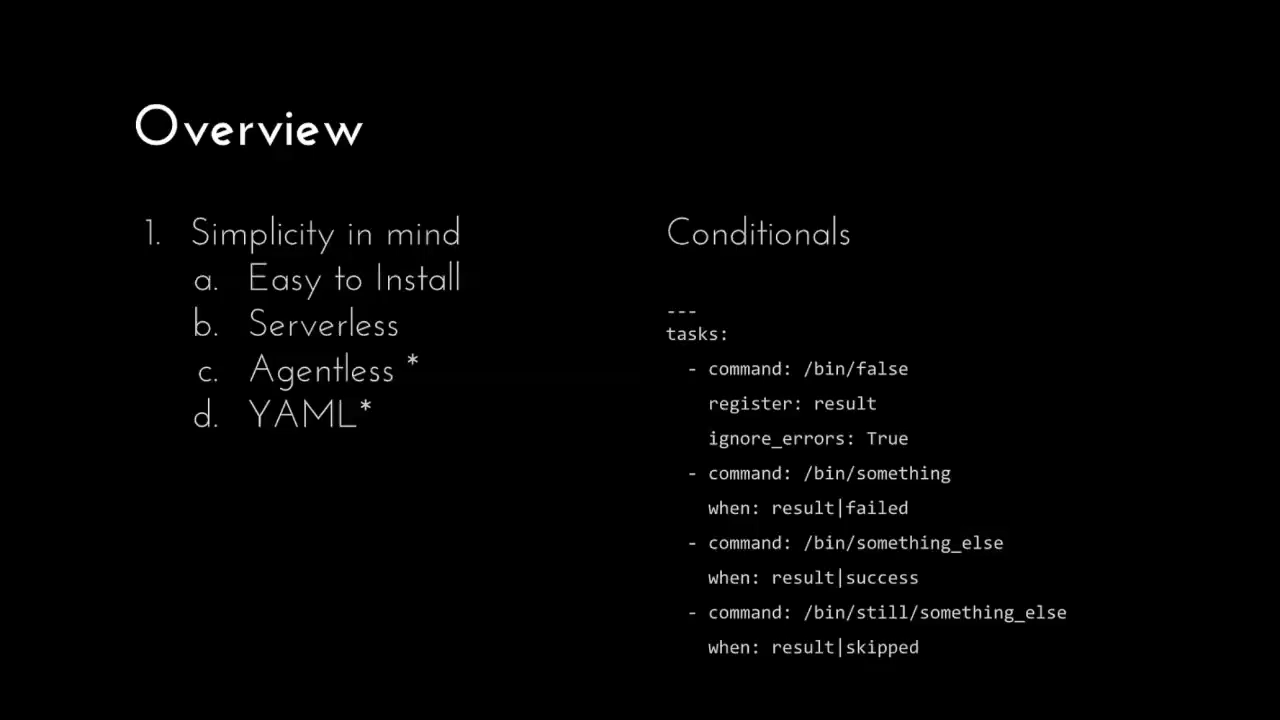 Overview
1. Simplicity in mind
a. Easy to Install
b. Serverless
c. Agentless *
d. YAML*
Conditionals
---
tasks:
- command: /bin/false
register: result
ignore_errors: True
- command: /bin/something
when: result|failed
- command: /bin/something_else
when: result|success
- command: /bin/still/something_else
when: result|skipped